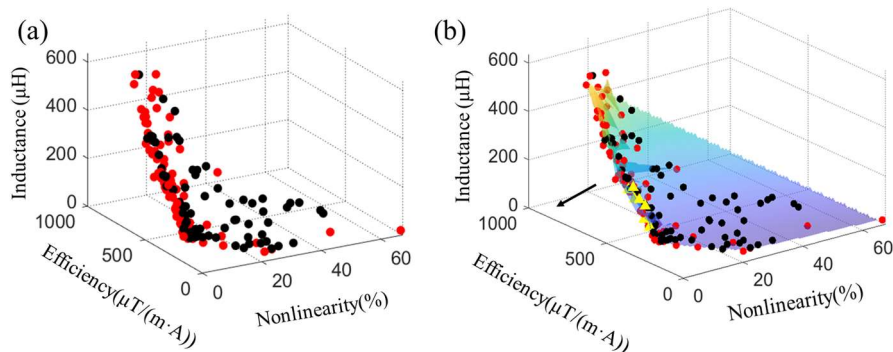 (a)
600
400
200
0
Inductance (μH)
1000
500
0
Efficiency(μT/(m·A))
0
20
40
60
Nonlinearity(%)
(b)
600
400
200
0
Inductance (μH)
1000
500
0
Efficiency(μT/(m·A))
0
20
40
60
Nonlinearity(%)